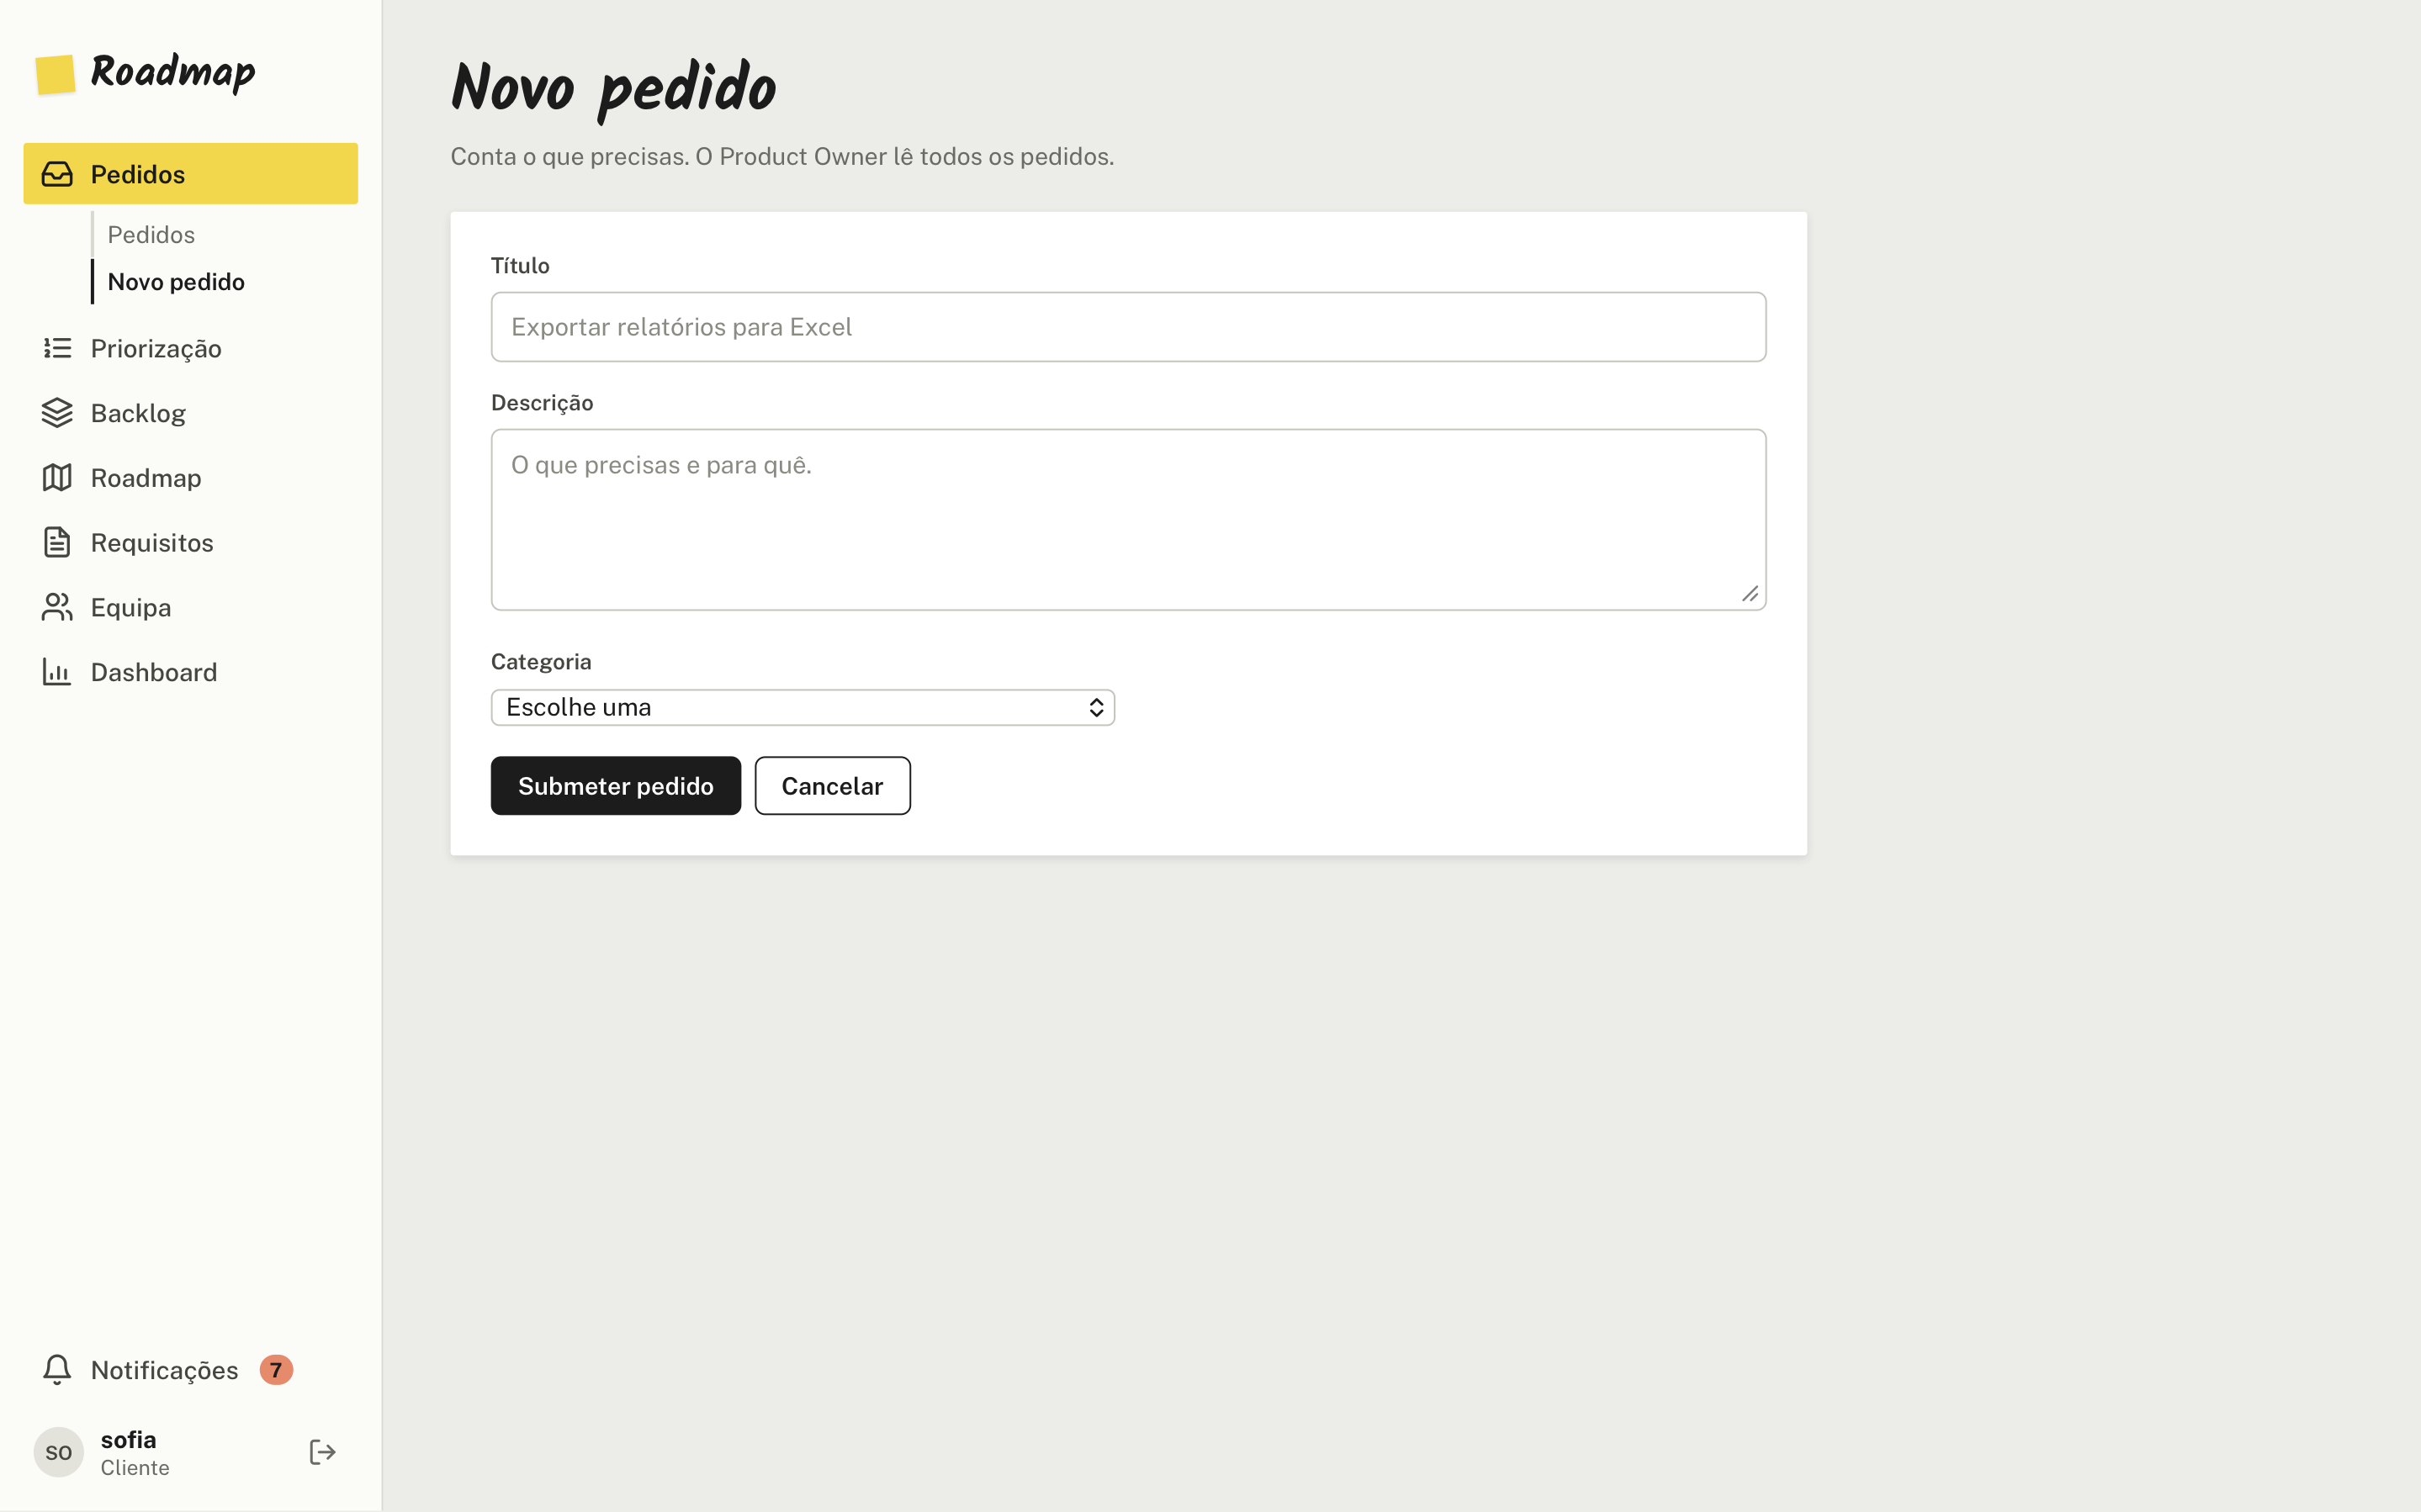 Roadmap
Pedidos
Pedidos
Novo pedido
Priorização
Backlog
Roadmap
Requisitos
Equipa
Dashboard
Notificações 7
SO
sofia
Cliente
Novo pedido
Conta o que precisas. O Product Owner lê todos os pedidos.
Título
Exportar relatórios para Excel
Descrição
O que precisas e para quê.
Categoria
Escolhe uma
Submeter pedido Cancelar